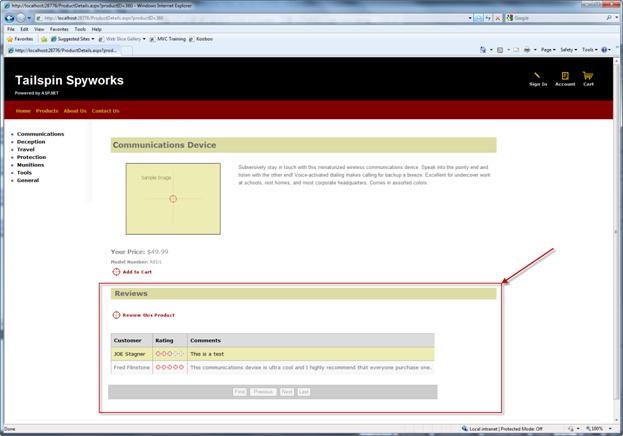 http://localhost:28776/ProductDetails.aspx?productID=360 - Windows Internet Explorer
http://localhost:28776/ProductDetails.aspx?productID=360
Google
File Edit View Favorites Tools Help
Favorites Suggested Sites Web Slice Gallery MVC Training Kooboo
http://localhost:28776/ProductDetails.aspx?prod...
Page Safety Tools
Tailspin Spyworks
Powered by ASP.NET
Sign In Account Cart
Home Products About Us Contact Us
Communications
Deception
Travel
Protection
Munitions
Tools
General
Communications Device
Sample Image
Subversively stay in touch with this miniaturized wireless communications device. Speak into the pointy end and
listen with the other end! Voice-activated dialing makes calling for backup a breeze. Excellent for undercover work
at schools, rest homes, and most corporate headquarters. Comes in assorted colors.
Your Price: $49.99
Model Number: RED1
Add to Cart
Reviews
Review this Product
Customer Rating Comments
JOE Stagner This is a test
Fred Flinstone This communications devise is ultra cool and I highly recommend that everyone purchase one.
First Previous Next Last
Done
Local intranet | Protected Mode: Off
100%